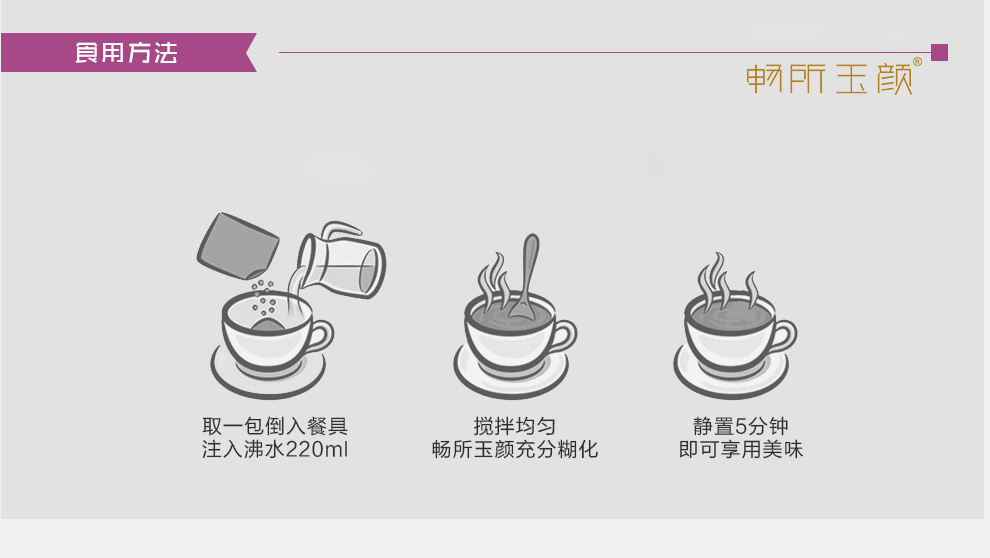 食用方法
畅所玉颜®
取一包倒入餐具
注入沸水220ml
搅拌均匀
畅所玉颜充分糊化
静置5分钟
即可享用美味